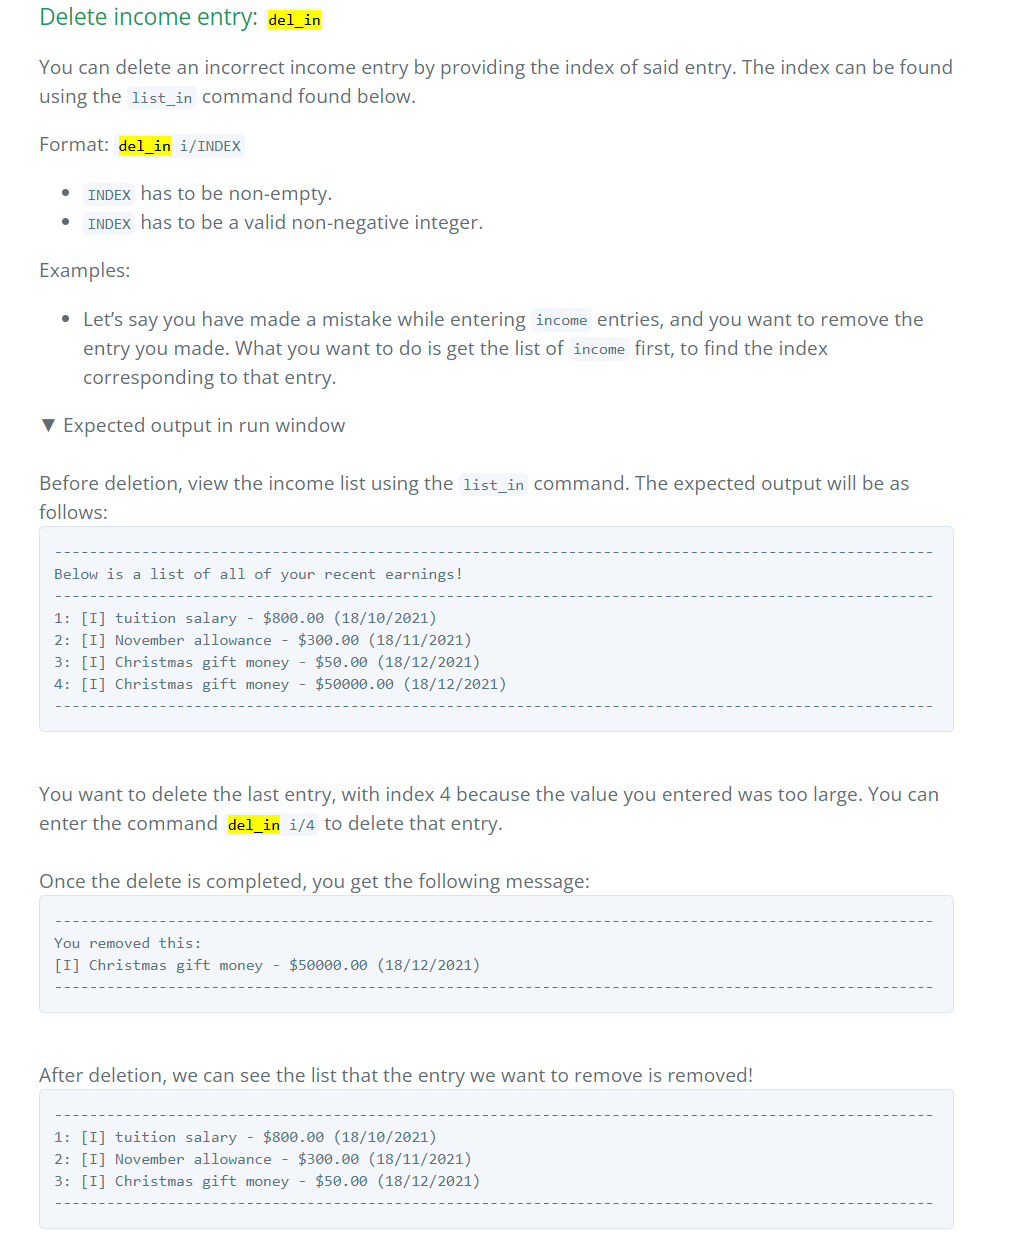 Delete income entry: del_in
You can delete an incorrect income entry by providing the index of said entry. The index can be found
using the list_in command found below.
Format: del_in i/INDEX
• INDEX has to be non-empty.
• INDEX has to be a valid non-negative integer.
Examples:
• Let’s say you have made a mistake while entering income entries, and you want to remove the
entry you made. What you want to do is get the list of income first, to find the index
corresponding to that entry.
▼ Expected output in run window
Before deletion, view the income list using the list_in command. The expected output will be as
follows:
-----------------------------------------------------------------------------------------------------
Below is a list of all of your recent earnings!
-----------------------------------------------------------------------------------------------------
1: [I] tuition salary - $800.00 (18/10/2021)
2: [I] November allowance - $300.00 (18/11/2021)
3: [I] Christmas gift money - $50.00 (18/12/2021)
4: [I] Christmas gift money - $50000.00 (18/12/2021)
-----------------------------------------------------------------------------------------------------
You want to delete the last entry, with index 4 because the value you entered was too large. You can
enter the command del_in i/4 to delete that entry.
Once the delete is completed, you get the following message:
-----------------------------------------------------------------------------------------------------
You removed this:
[I] Christmas gift money - $50000.00 (18/12/2021)
-----------------------------------------------------------------------------------------------------
After deletion, we can see the list that the entry we want to remove is removed!
-----------------------------------------------------------------------------------------------------
1: [I] tuition salary - $800.00 (18/10/2021)
2: [I] November allowance - $300.00 (18/11/2021)
3: [I] Christmas gift money - $50.00 (18/12/2021)
-----------------------------------------------------------------------------------------------------